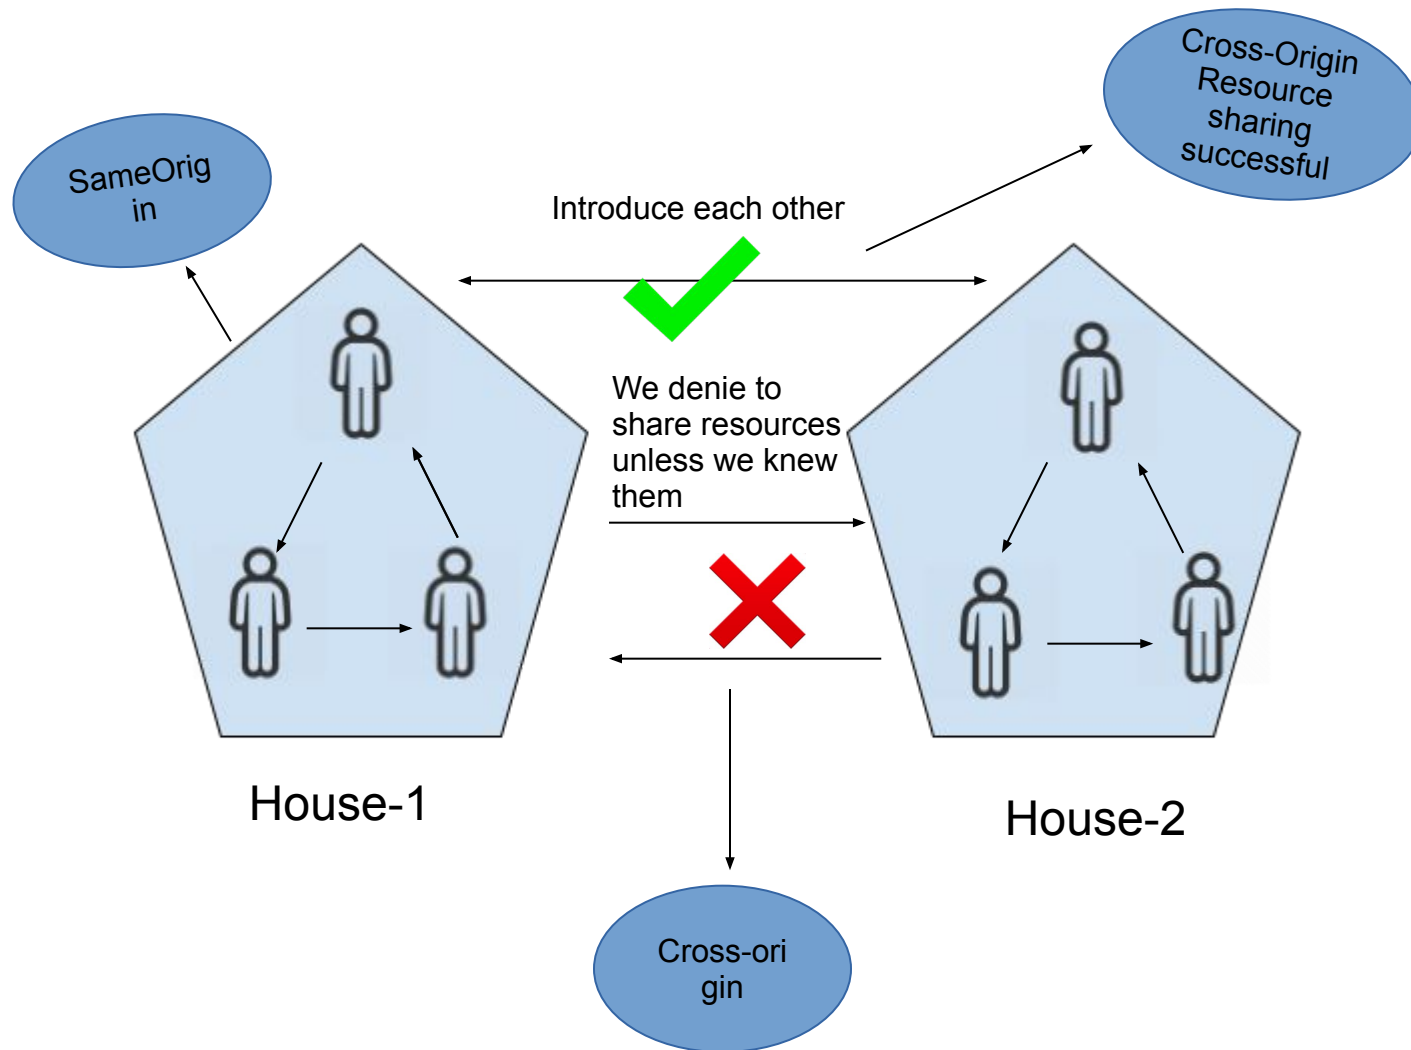 Cross-Origin
Resource
sharing
successful
SameOrig
in
Introduce each other
We denie to
share resources
unless we knew
them
House-1
House-2
Cross-ori
gin